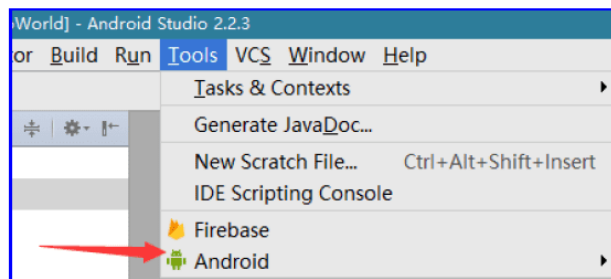 World] - Android Studio 2.2.3
or Build Run Tools VCS Window Help
Tasks & Contexts
Generate JavaDoc...
New Scratch File... Ctrl+Alt+Shift+Insert
IDE Scripting Console
Firebase
Android